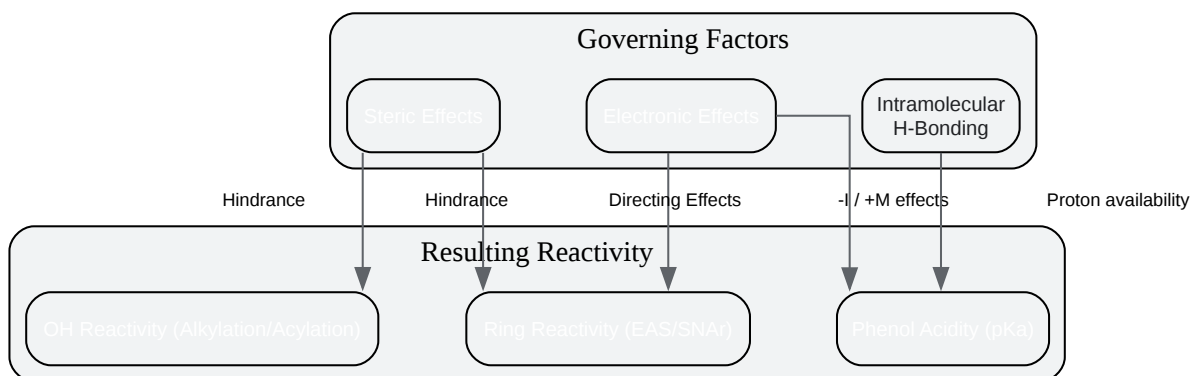 Governing Factors
Steric Effects
Electronic Effects
Intramolecular
H-Bonding
Hindrance
Hindrance
Directing Effects
-I / +M effects
Proton availability
Resulting Reactivity
OH Reactivity (Alkylation/Acylation)
Ring Reactivity (EAS/SNAr)
Phenol Acidity (pKa)